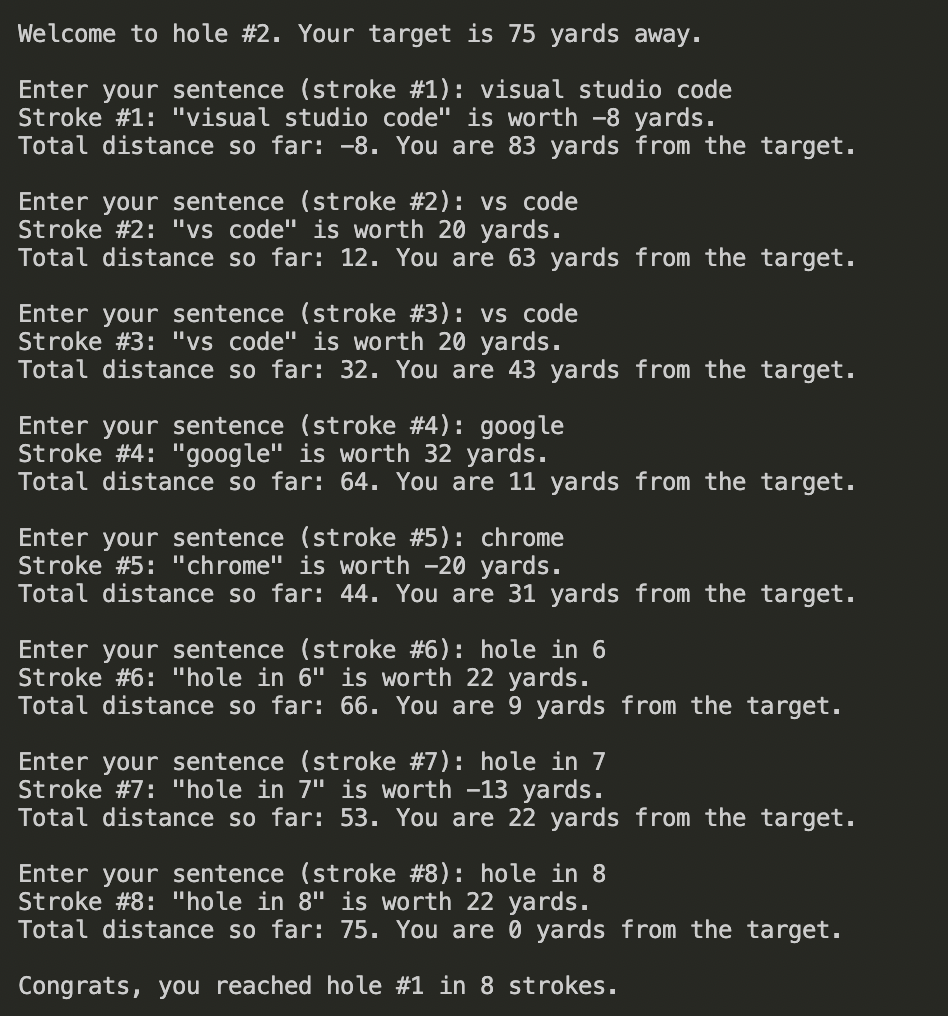 Welcome to hole #2. Your target is 75 yards away.
Enter your sentence (stroke #1): visual studio code
Stroke #1: "visual studio code" is worth -8 yards.
Total distance so far: -8. You are 83 yards from the target.
Enter your sentence (stroke #2): vs code
Stroke #2: "vs code" is worth 20 yards.
Total distance so far: 12. You are 63 yards from the target.
Enter your sentence (stroke #3): vs code
Stroke #3: "vs code" is worth 20 yards.
Total distance so far: 32. You are 43 yards from the target.
Enter your sentence (stroke #4): google
Stroke #4: "google" is worth 32 yards.
Total distance so far: 64. You are 11 yards from the target.
Enter your sentence (stroke #5): chrome
Stroke #5: "chrome" is worth -20 yards.
Total distance so far: 44. You are 31 yards from the target.
Enter your sentence (stroke #6): hole in 6
Stroke #6: "hole in 6" is worth 22 yards.
Total distance so far: 66. You are 9 yards from the target.
Enter your sentence (stroke #7): hole in 7
Stroke #7: "hole in 7" is worth -13 yards.
Total distance so far: 53. You are 22 yards from the target.
Enter your sentence (stroke #8): hole in 8
Stroke #8: "hole in 8" is worth 22 yards.
Total distance so far: 75. You are 0 yards from the target.
Congrats, you reached hole #1 in 8 strokes.